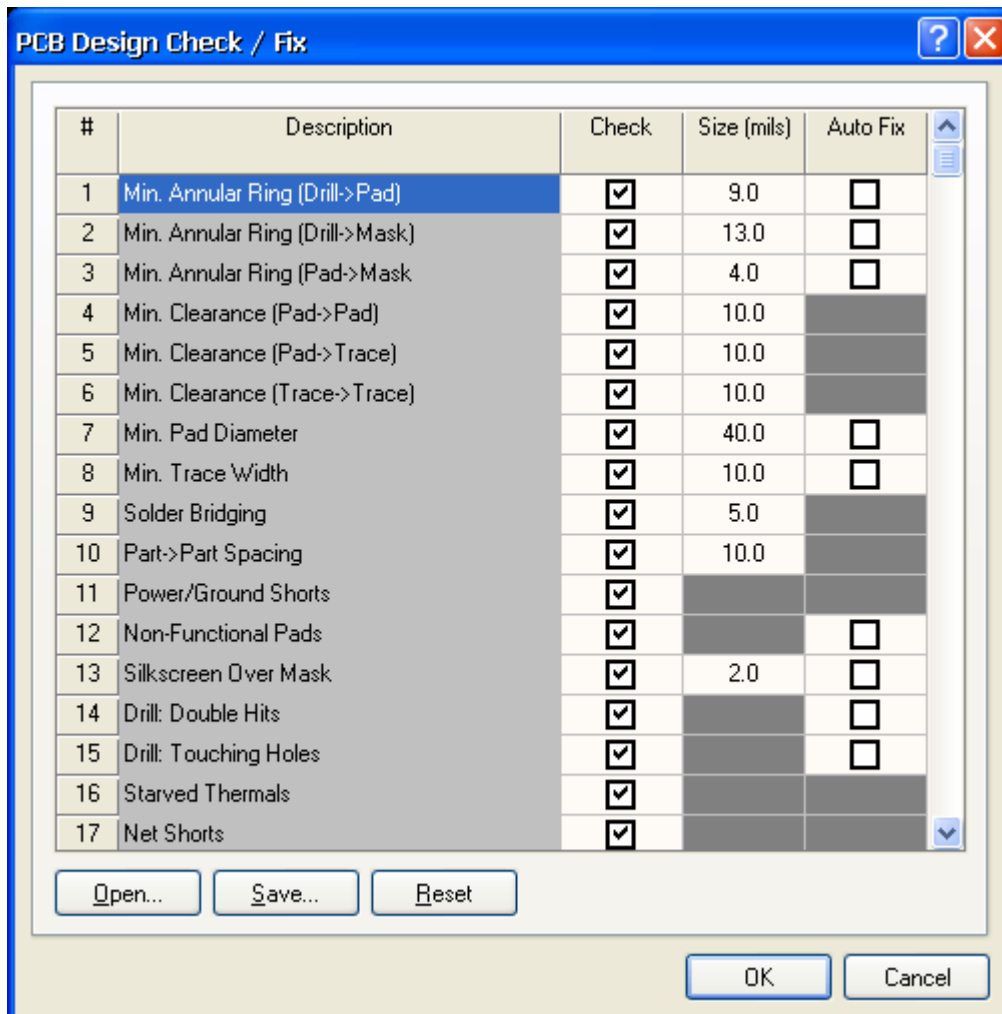 PCB Design Check / Fix
# Description Check Size (mils) Auto Fix
1 Min. Annular Ring (Drill->Pad) 9.0
2 Min. Annular Ring (Drill->Mask) 13.0
3 Min. Annular Ring (Pad->Mask 4.0
4 Min. Clearance (Pad->Pad) 10.0
5 Min. Clearance (Pad->Trace) 10.0
6 Min. Clearance (Trace->Trace) 10.0
7 Min. Pad Diameter 40.0
8 Min. Trace Width 10.0
9 Solder Bridging 5.0
10 Part->Part Spacing 10.0
11 Power/Ground Shorts
12 Non-Functional Pads
13 Silkscreen Over Mask 2.0
14 Drill: Double Hits
15 Drill: Touching Holes
16 Starved Thermals
17 Net Shorts
Open... Save... Reset
OK Cancel